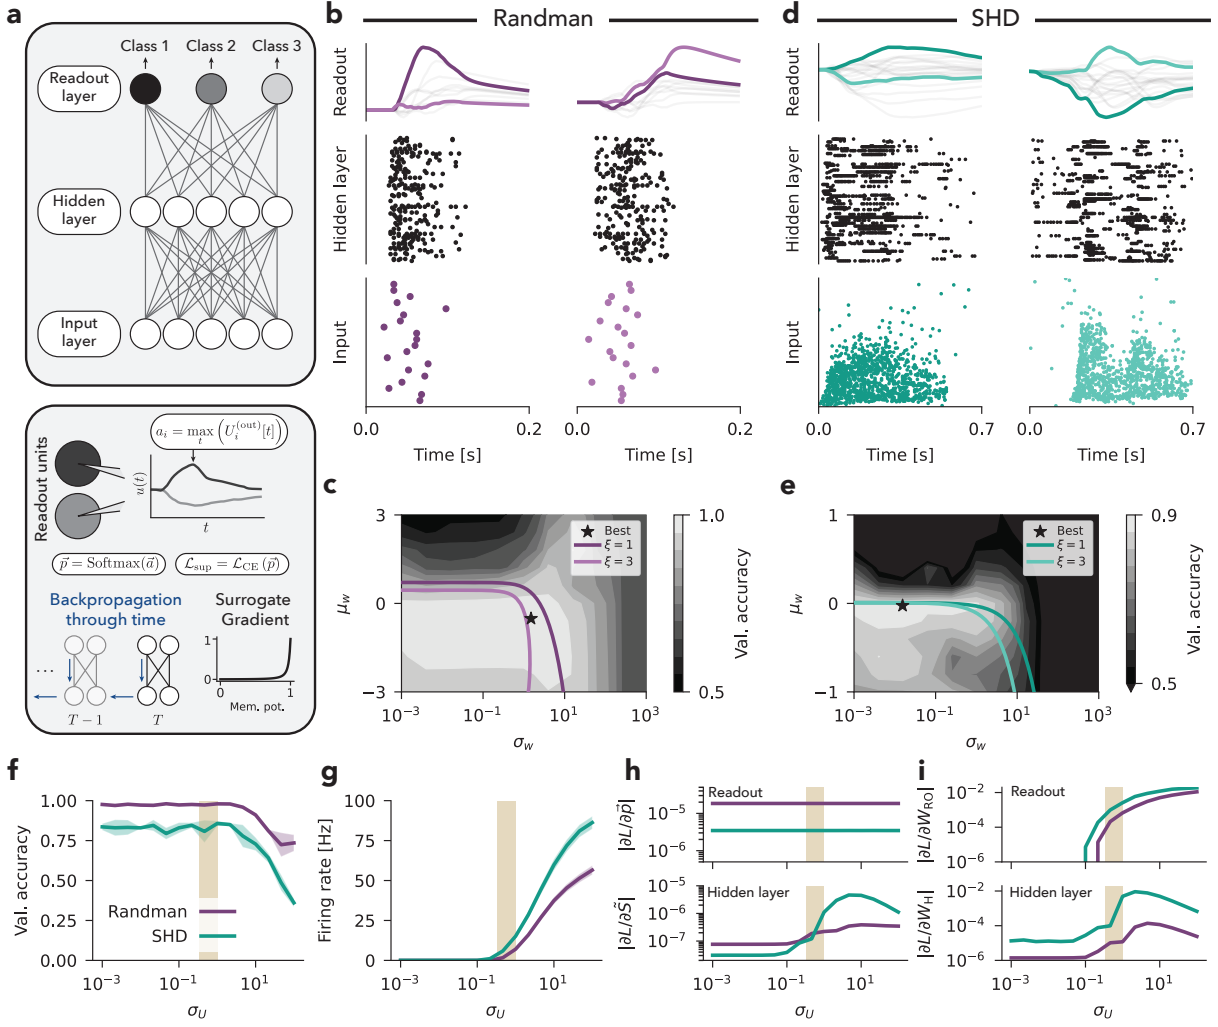 a
Class 1 Class 2 Class 3
Readout
layer
Hidden
layer
Input
layer
Readout units
a_i = max_t (U_i^(out)[t])
u(t)
t
p⃗ = Softmax(a⃗)
L_sup = L_CE (p⃗)
Backpropagation
through time
Surrogate
Gradient
...
T − 1
T
1
0
0 1
Mem. pot.
b Randman
Readout
Hidden layer
Input
0.0 0.2
Time [s]
0.0 0.2
Time [s]
d SHD
Readout
Hidden layer
Input
0.0 0.7
Time [s]
0.0 0.7
Time [s]
c
3
0
−3
μ_w
Best
ξ = 1
ξ = 3
10^−3 10^−1 10^1 10^3
σ_w
1.0
0.5
Val. accuracy
e
1
0
−1
μ_w
Best
ξ = 1
ξ = 3
10^−3 10^−1 10^1 10^3
σ_w
0.9
0.5
Val. accuracy
f
Val. accuracy
1.00
0.75
0.50
0.25
0.00
Randman
SHD
10^−3 10^−1 10^1
σ_U
g
Firing rate [Hz]
100
75
50
25
0
10^−3 10^−1 10^1
σ_U
h
|∂L/∂p⃗|
Readout
10^−5
10^−6
|∂L/∂S̃|
Hidden layer
10^−5
10^−6
10^−7
10^−3 10^−1 10^1
σ_U
i
|∂L/∂W_RO|
Readout
10^−2
10^−4
10^−6
|∂L/∂W_H|
Hidden layer
10^−2
10^−4
10^−6
10^−3 10^−1 10^1
σ_U